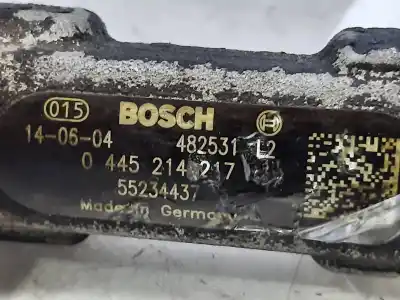 015 BOSCH
14-06-04 482531 L2
0 445 214 217
55234437
Made in Germany